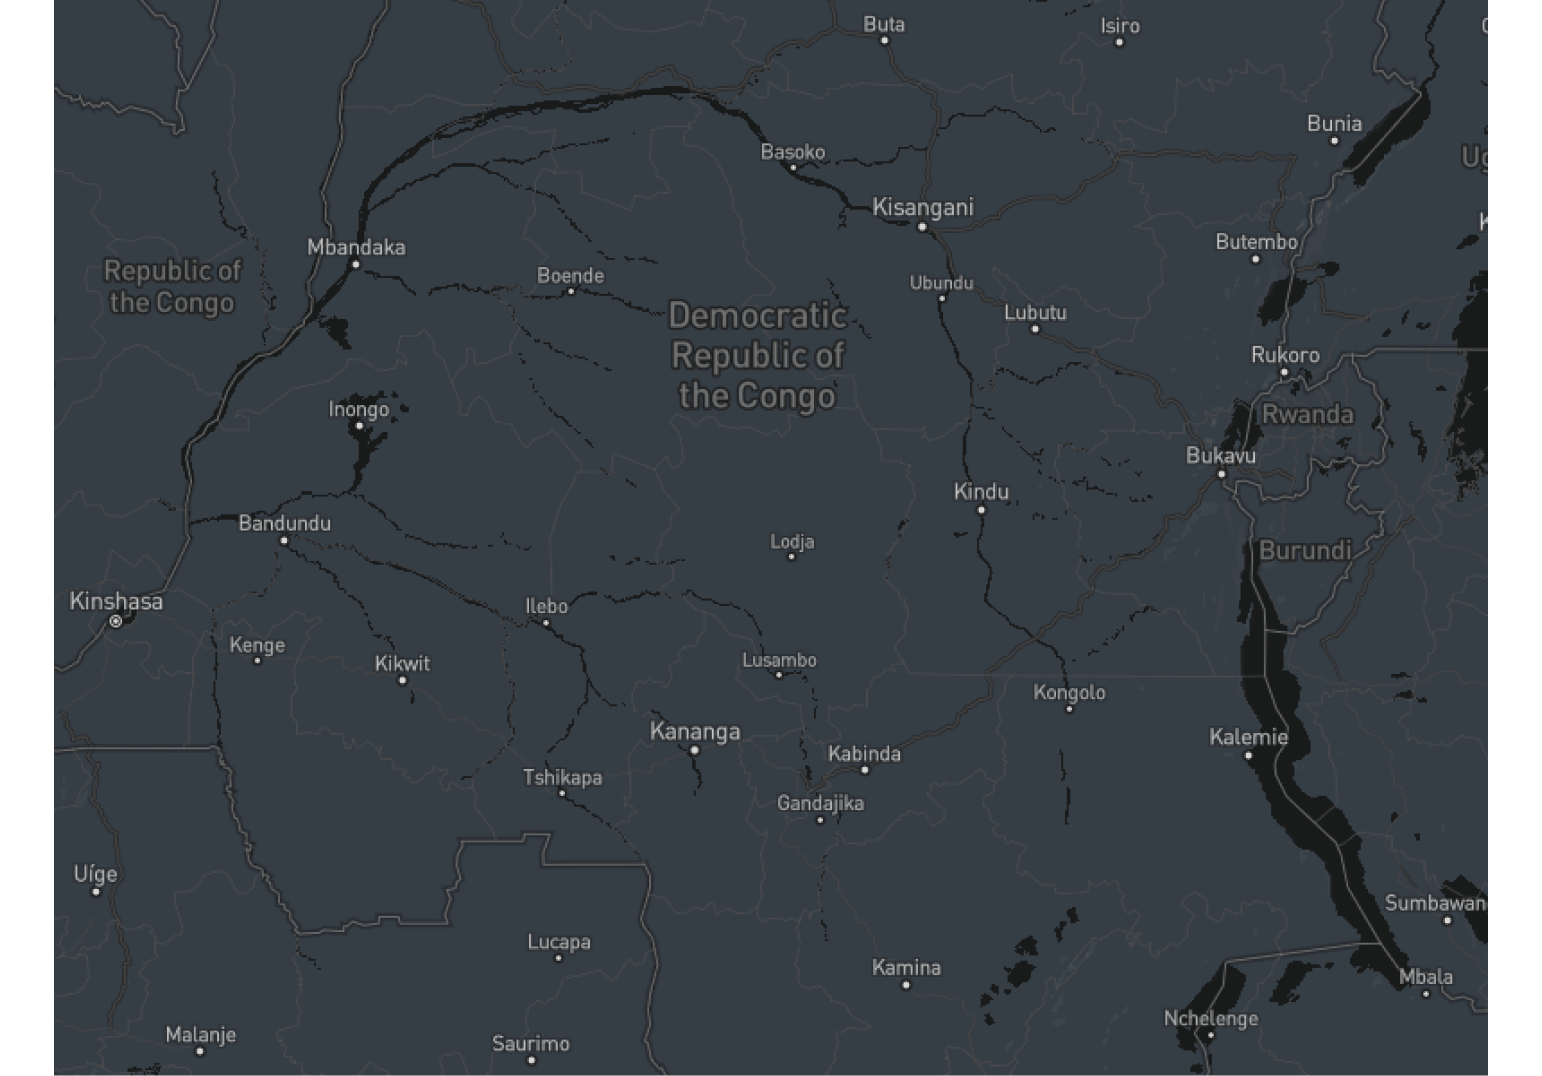 Buta
Isiro
Bunia
Basoko
Kisangani
Mbandaka
Butembo
Republic of
the Congo
Boende
Ubundu
Democratic
Republic of
the Congo
Lubutu
Rukoro
Inongo
Rwanda
Bukavu
Kindu
Bandundu
Lodja
Burundi
Kinshasa
Ilebo
Kenge
Kikwit
Lusambo
Kongolo
Kananga
Kalemie
Kabinda
Tshikapa
Gandajika
Uíge
Sumbawan
Lucapa
Kamina
Mbala
Nchelenge
Malanje
Saurimo